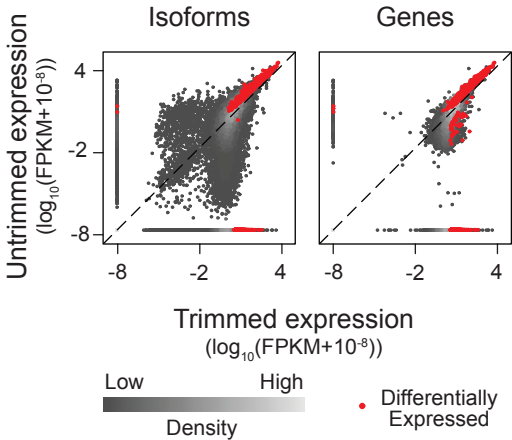 Isoforms Genes
Untrimmed expression
(log10(FPKM+10-8))
4
-2
-8
-8 -2 4 -8 -2 4
Trimmed expression
(log10(FPKM+10-8))
Low High
Density
Differentially
Expressed